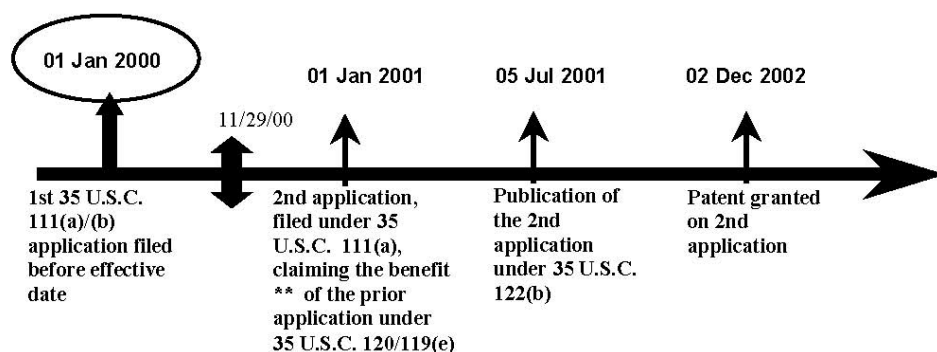 01 Jan 2000
01 Jan 2001
05 Jul 2001
02 Dec 2002
11/29/00
1st 35 U.S.C.
111(a)/(b)
application filed
before effective
date
2nd application,
filed under 35
U.S.C. 111(a),
claiming the benefit
** of the prior
application under
35 U.S.C. 120/119(e)
Publication of
the 2nd
application
under 35 U.S.C.
122(b)
Patent granted
on 2nd
application